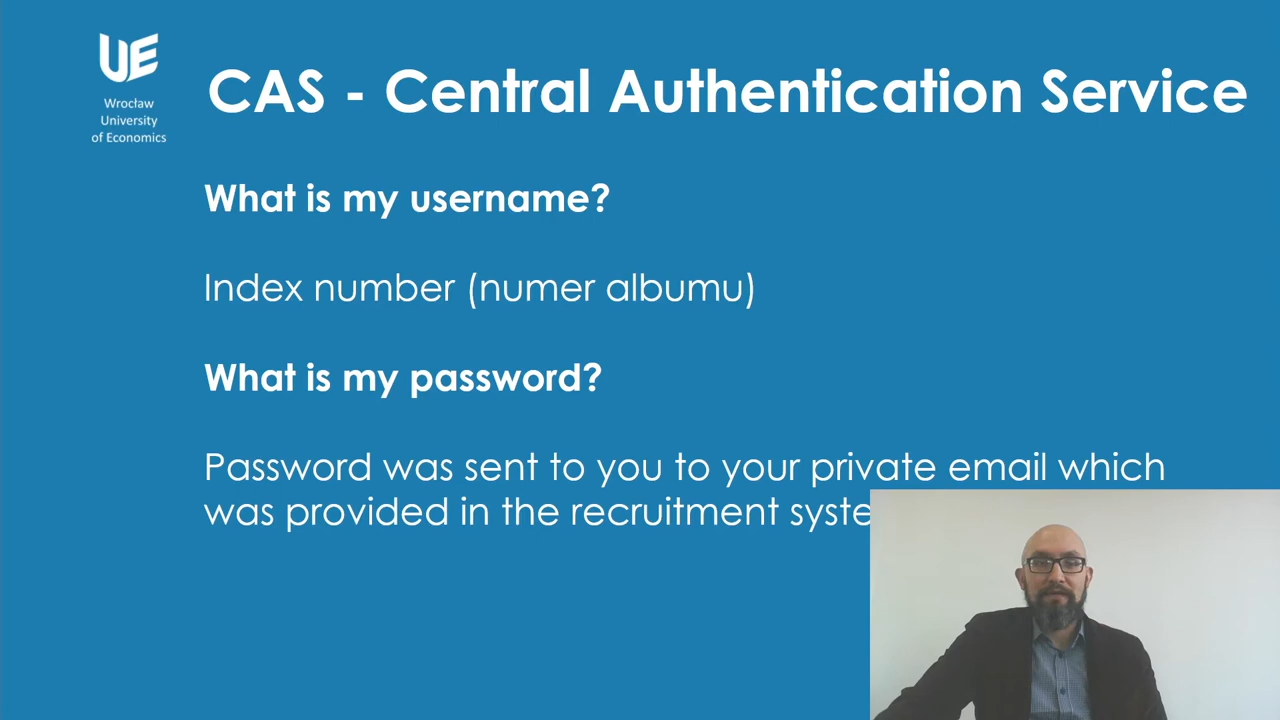 UE
Wrocław
University
of Economics
CAS - Central Authentication Service
What is my username?
Index number (numer albumu)
What is my password?
Password was sent to you to your private email which
was provided in the recruitment syste